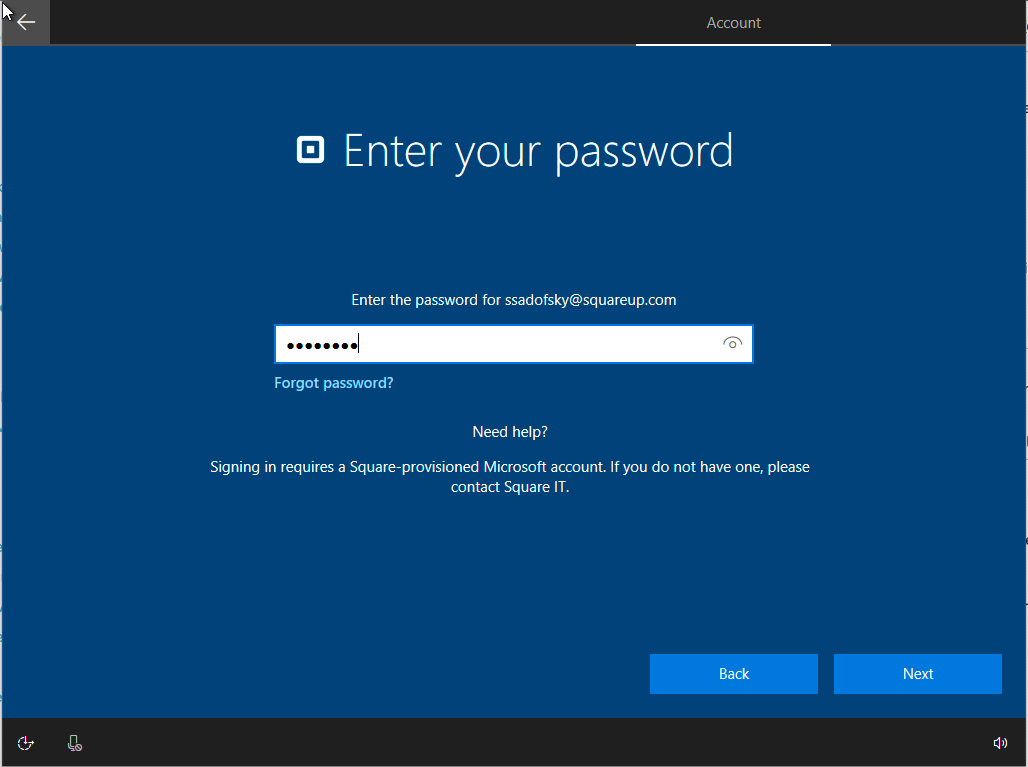 Account
Enter your password
Enter the password for ssadofsky@squareup.com
••••••••
Forgot password?
Need help?
Signing in requires a Square-provisioned Microsoft account. If you do not have one, please
contact Square IT.
Back
Next